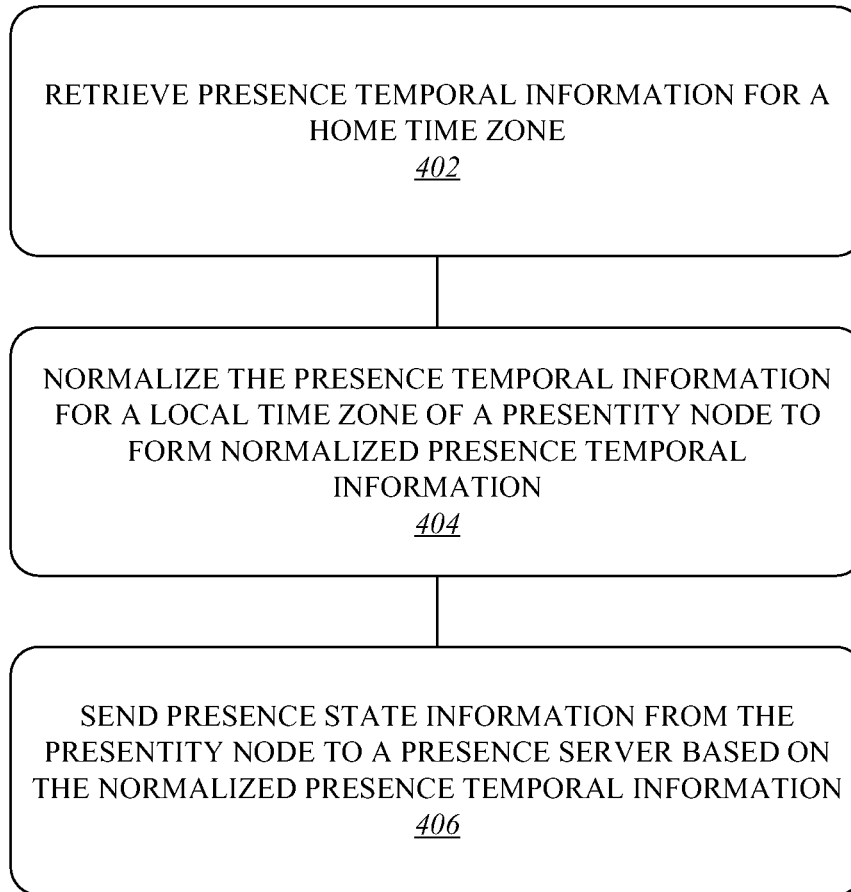 RETRIEVE PRESENCE TEMPORAL INFORMATION FOR A
HOME TIME ZONE
402
NORMALIZE THE PRESENCE TEMPORAL INFORMATION
FOR A LOCAL TIME ZONE OF A PRESENTITY NODE TO
FORM NORMALIZED PRESENCE TEMPORAL
INFORMATION
404
SEND PRESENCE STATE INFORMATION FROM THE
PRESENTITY NODE TO A PRESENCE SERVER BASED ON
THE NORMALIZED PRESENCE TEMPORAL INFORMATION
406